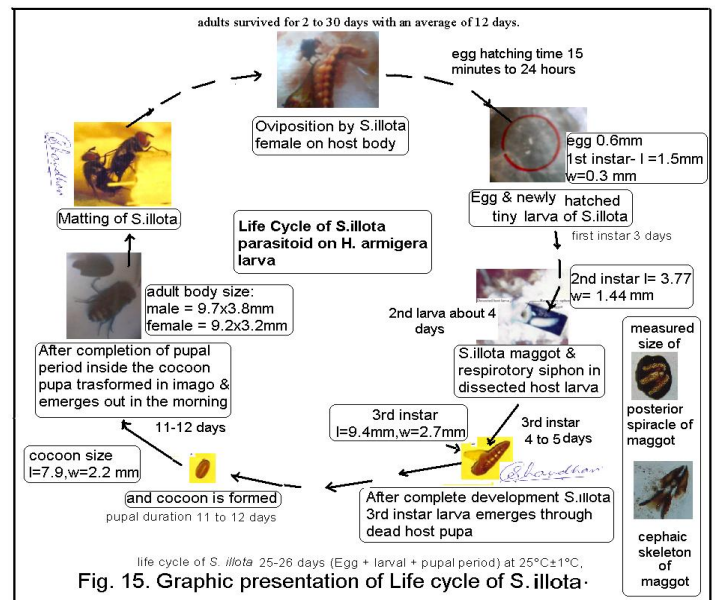 adults survived for 2 to 30 days with an average of 12 days.
egg hatching time 15
minutes to 24 hours
Oviposition by S.illota
female on host body
egg 0.6mm
1st instar- l =1.5mm
w=0.3 mm
Egg & newly hatched
tiny larva of S.illota
first instar 3 days
Matting of S.illota
Life Cycle of S.illota
parasitoid on H. armigera
larva
2nd instar l= 3.77
w= 1.44 mm
2nd larva about 4
days
S.illota maggot &
respirotory siphon in
dissected host larva
adult body size:
male = 9.7x3.8mm
female = 9.2x3.2mm
After completion of pupal
period inside the cocoon
pupa trasformed in imago &
emerges out in the morning
11-12 days
3rd instar
l=9.4mm,w=2.7mm
3rd instar
4 to 5 days
cocoon size
l=7.9,w=2.2 mm
and cocoon is formed
pupal duration 11 to 12 days
After complete development S.illota
3rd instar larva emerges through
dead host pupa
measured
size of
posterior
spiracle of
maggot
cephaic
skeleton
of
maggot
life cycle of S. illota 25-26 days (Egg + larval + pupal period) at 25°C±1°C,
Fig. 15. Graphic presentation of Life cycle of S.illota.